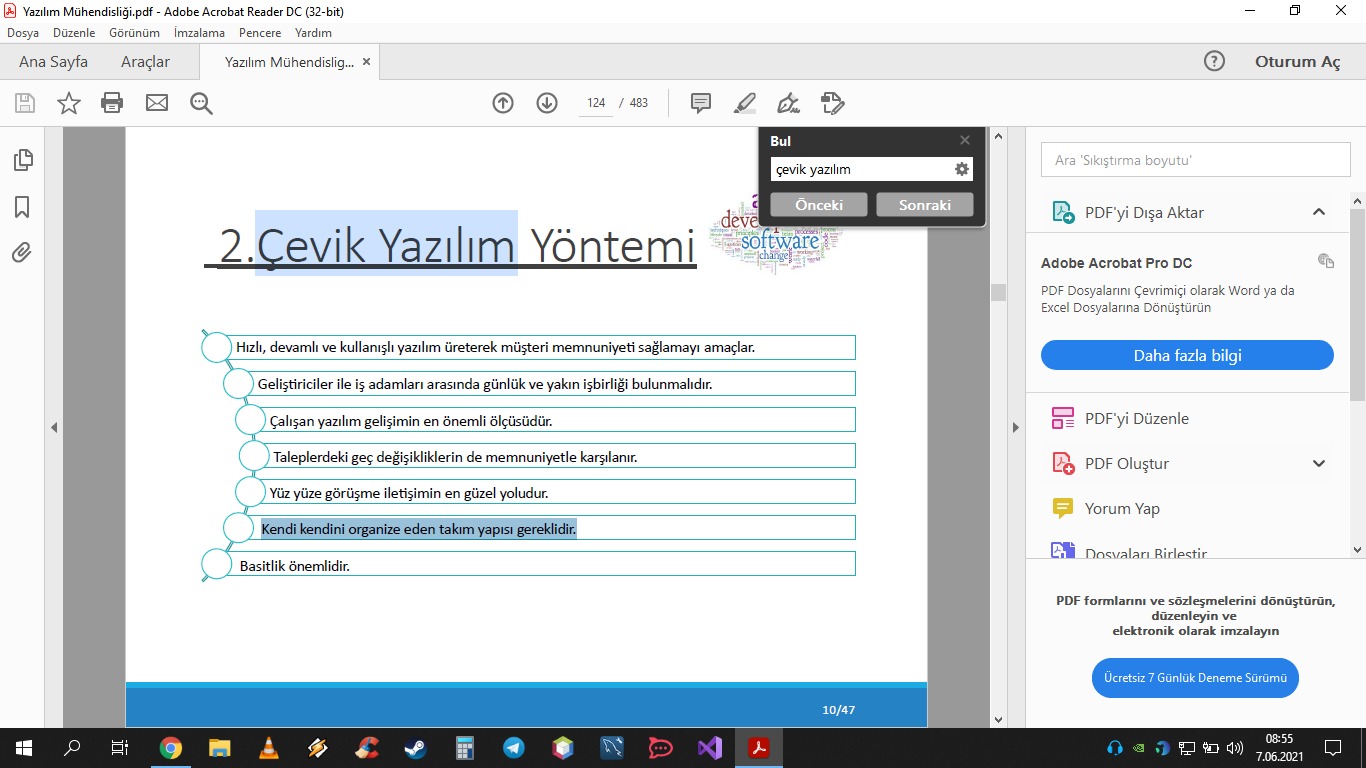 Yazılım Mühendisliği.pdf - Adobe Acrobat Reader DC (32-bit)
Dosya Düzenle Görünüm İmzalama Pencere Yardım
Ana Sayfa Araçlar Yazılım Mühendislig... × Oturum Aç
124 / 483
Bul
çevik yazılım
Önceki Sonraki
2.Çevik Yazılım Yöntemi
software
change
Hızlı, devamlı ve kullanışlı yazılım üreterek müşteri memnuniyeti sağlamayı amaçlar.
Geliştiriciler ile iş adamları arasında günlük ve yakın işbirliği bulunmalıdır.
Çalışan yazılım gelişimin en önemli ölçüsüdür.
Taleplerdeki geç değişikliklerin de memnuniyetle karşılanır.
Yüz yüze görüşme iletişimin en güzel yoludur.
Kendi kendini organize eden takım yapısı gereklidir.
Basitlik önemlidir.
10/47
Ara 'Sıkıştırma boyutu'
PDF'yi Dışa Aktar
Adobe Acrobat Pro DC
PDF Dosyalarını Çevrimiçi olarak Word ya da
Excel Dosyalarına Dönüştürün
Daha fazla bilgi
PDF'yi Düzenle
PDF Oluştur
Yorum Yap
Dosyaları Birleştir
PDF formlarını ve sözleşmelerini dönüştürün,
düzenleyin ve
elektronik olarak imzalayın
Ücretsiz 7 Günlük Deneme Sürümü
08:55
7.06.2021